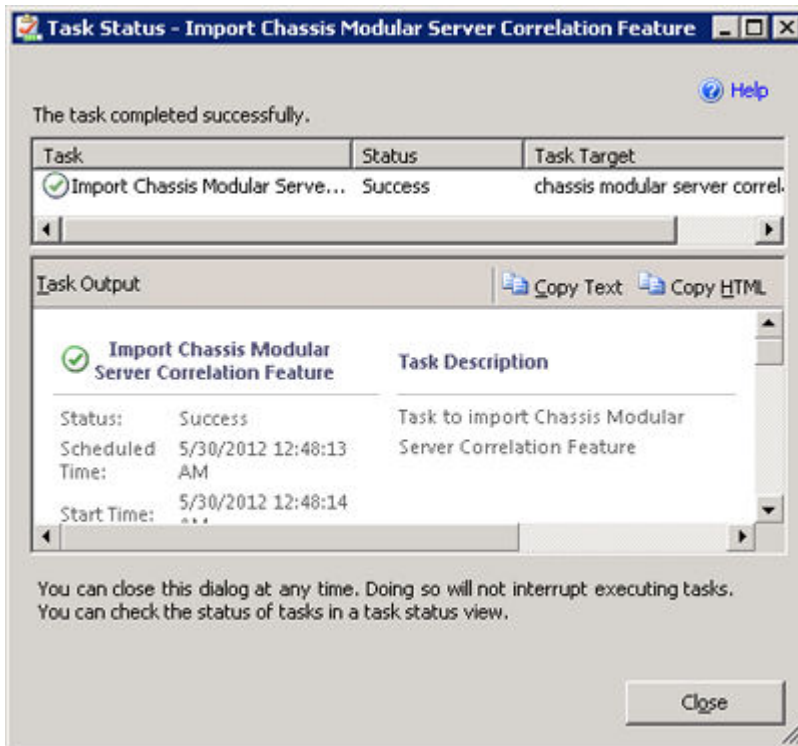 Task Status - Import Chassis Modular Server Correlation Feature
Help
The task completed successfully.
Task Status Task Target
Import Chassis Modular Serve... Success chassis modular server correl
Task Output Copy Text Copy HTML
Import Chassis Modular
Server Correlation Feature
Task Description
Status: Success
Task to import Chassis Modular
Server Correlation Feature
Scheduled Time: 5/30/2012 12:48:13 AM
Start Time: 5/30/2012 12:48:14
You can close this dialog at any time. Doing so will not interrupt executing tasks.
You can check the status of tasks in a task status view.
Close